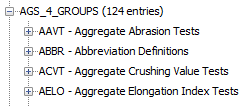 AGS_4_GROUPS (124 entries)
AAVT - Aggregate Abrasion Tests
ABBR - Abbreviation Definitions
ACVT - Aggregate Crushing Value Tests
AELO - Aggregate Elongation Index Tests